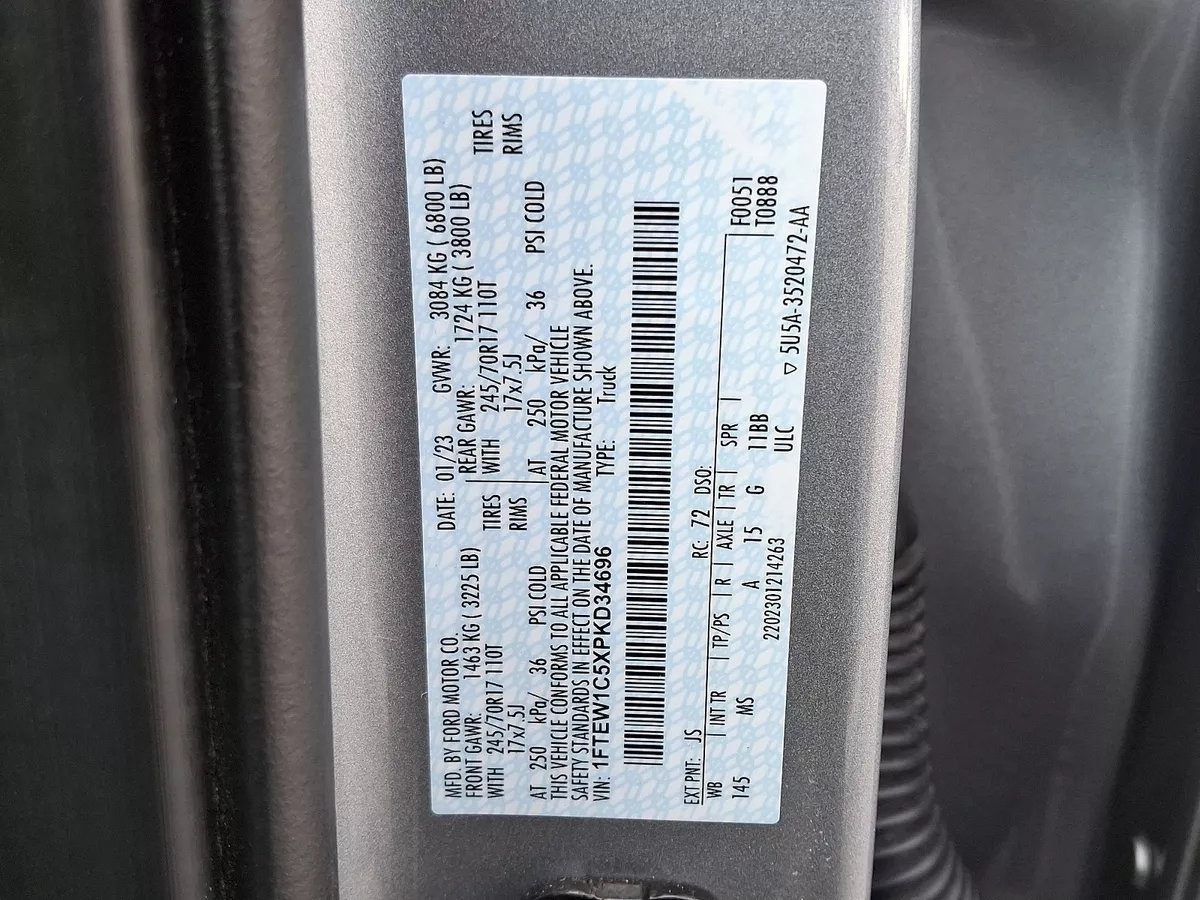 MFD. BY FORD MOTOR CO.
DATE: 01/23 GVWR: 3084 KG ( 6800 LB)
FRONT GAWR: 1463 KG ( 3225 LB) REAR GAWR: 1724 KG ( 3800 LB)
WITH 245/70R17 110T TIRES WITH 245/70R17 110T TIRES
17x7.5J RIMS 17x7.5J RIMS
AT 250 kPa/ 36 PSI COLD AT 250 kPa/ 36 PSI COLD
THIS VEHICLE CONFORMS TO ALL APPLICABLE FEDERAL MOTOR VEHICLE
SAFETY STANDARDS IN EFFECT ON THE DATE OF MANUFACTURE SHOWN ABOVE.
VIN: 1FTEW1C5XPKD34696 TYPE: Truck
EXT PNT: JS RC: 72 DSO: F0051
WB | INT TR | TP/PS | R | AXLE | TR | SPR | T0888
145 MS A 15 G 11BB
2202301214263 ULC ▽ 5U5A-3520472-AA